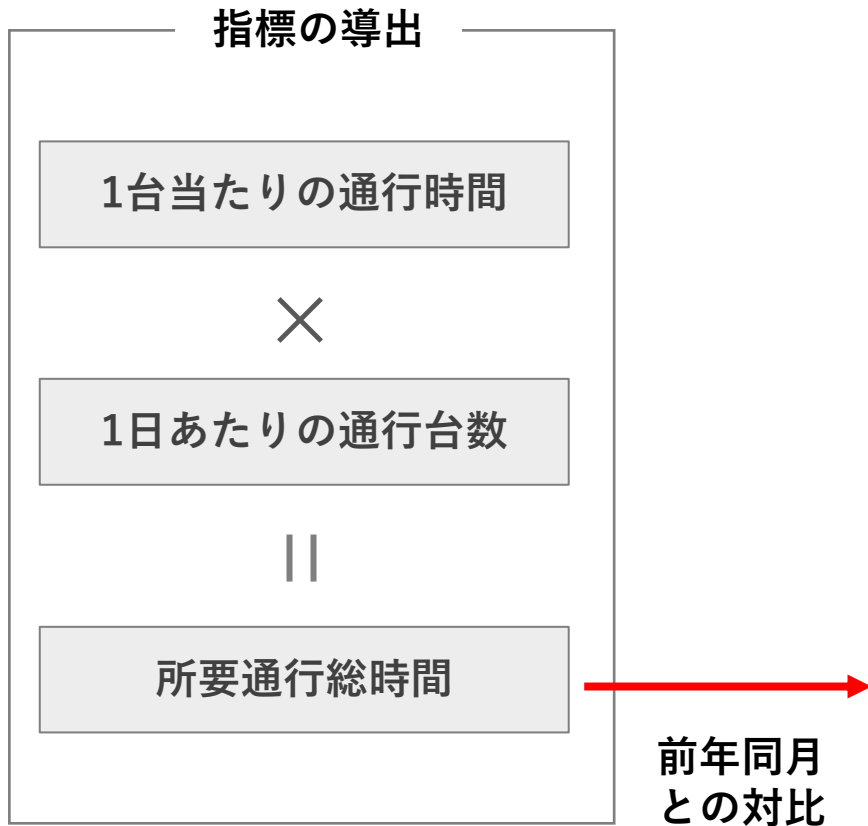 指標の導出
1台当たりの通行時間
×
1日あたりの通行台数
=
所要通行総時間
前年同月
との対比